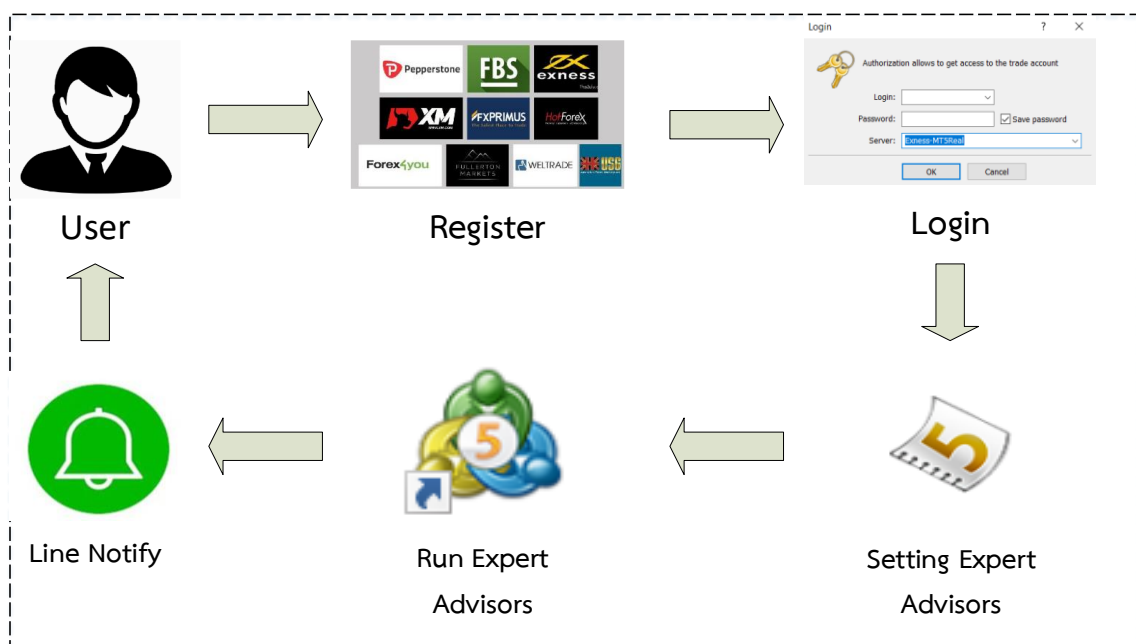 Pepperstone
FBS
exness
XM
FXPRIMUS
HotForex
Forex4you
FULLERTON
MARKETS
WELTRADE
USG
Login ? ×
Authorization allows to get access to the trade account
Login:
Password:
Save password
Server: Exness-MT5Real
OK Cancel
User
Register
Login
5
5
Line Notify
Run Expert
Advisors
Setting Expert
Advisors